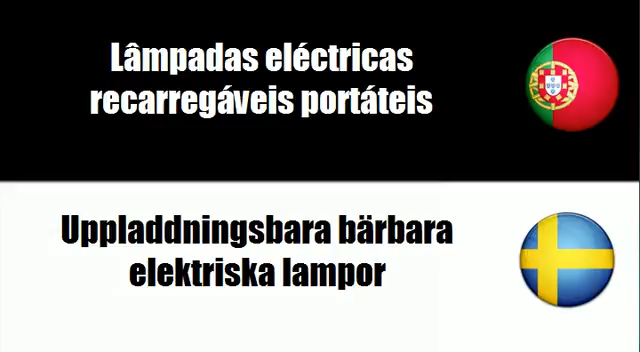 Lâmpadas eléctricas
recarregáveis portáteis
Uppladdningsbara bärbara
elektriska lampor